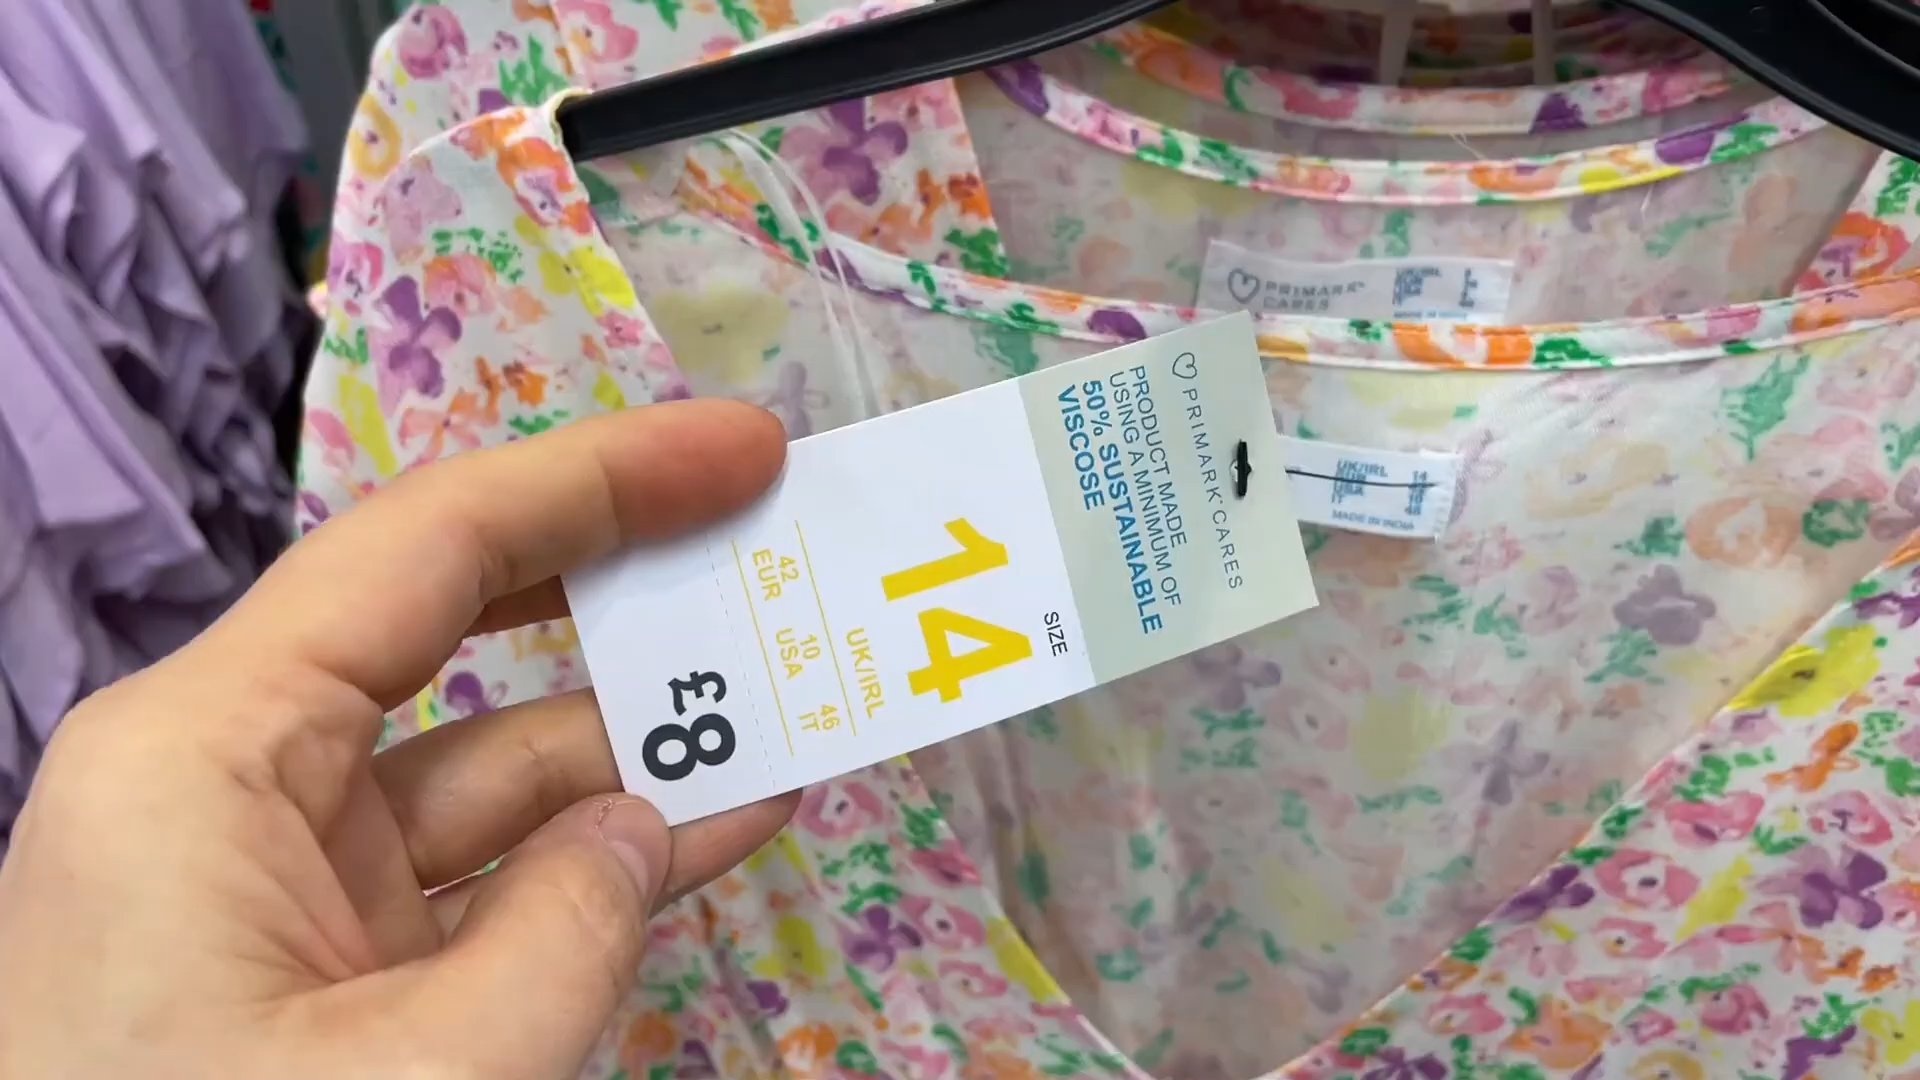 PRIMARK CARES
PRODUCT MADE
USING A MINIMUM OF
50% SUSTAINABLE
VISCOSE
SIZE
14
UK/IRL
42 10 46
EUR USA IT
£8
PRIMARK
CARES
UK/IRL 14
46
MADE IN INDIA